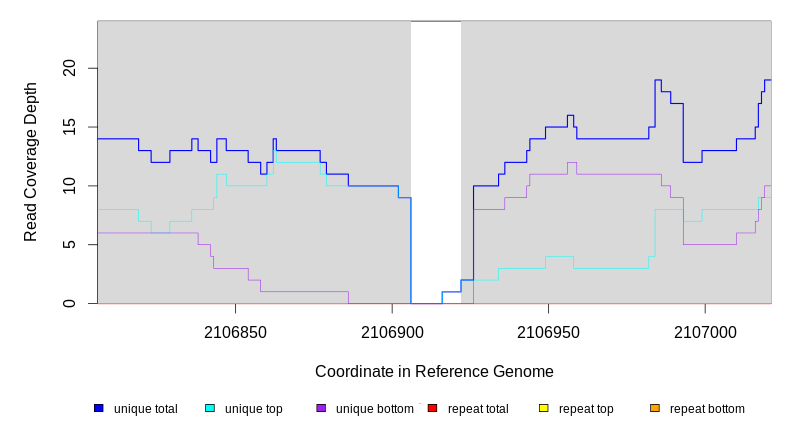 20
15
10
5
0
Read Coverage Depth
2106850 2106900 2106950 2107000
Coordinate in Reference Genome
unique total unique top unique bottom repeat total repeat top repeat bottom